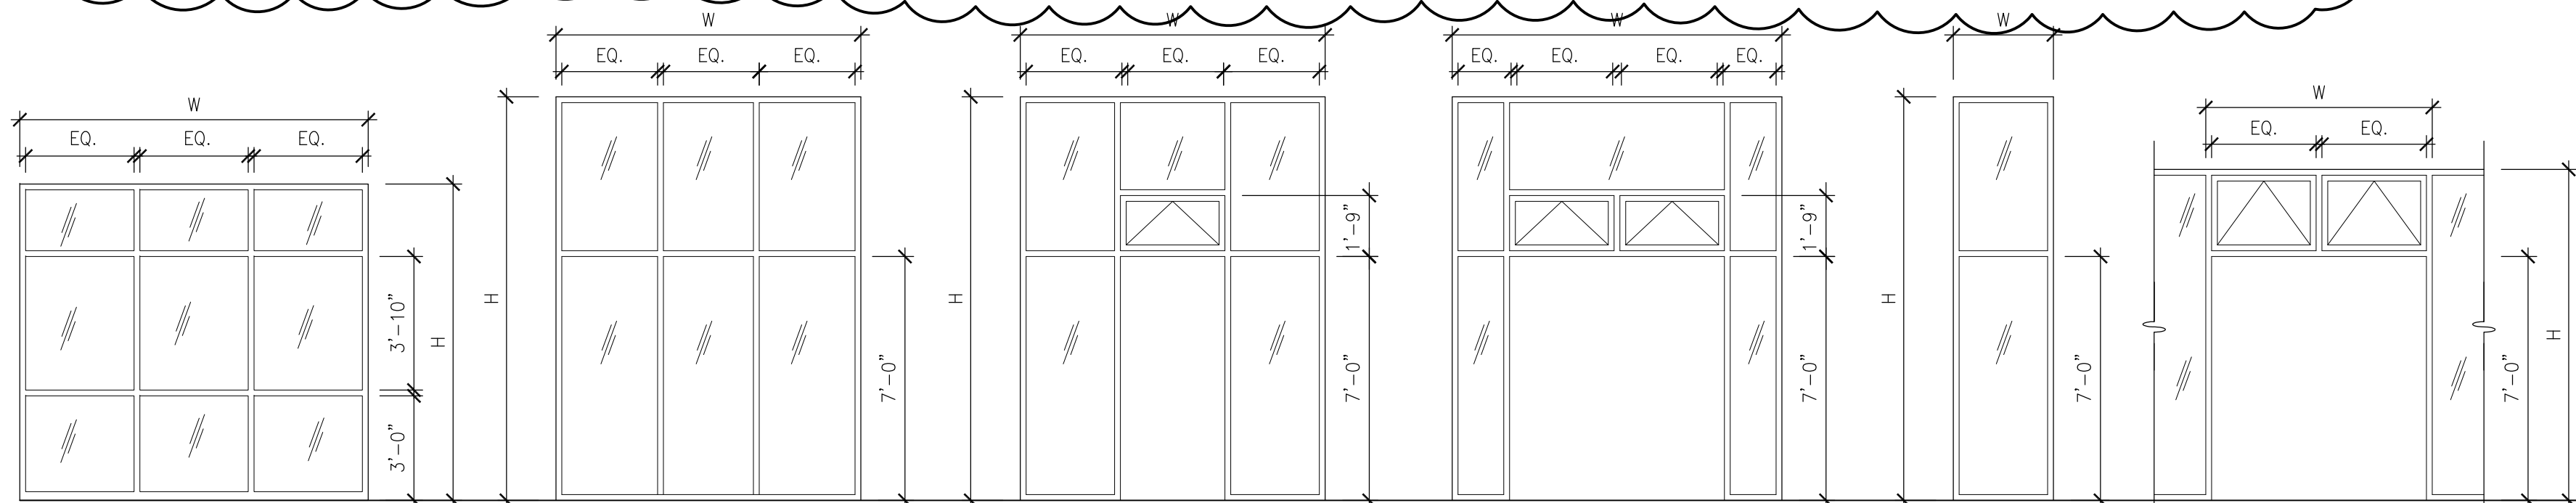 W
EQ. EQ. EQ.
3'-10"
3'-0"
H
W
EQ. EQ. EQ.
H
7'-0"
W
EQ. EQ. EQ.
H
1'-9"
7'-0"
W
EQ. EQ. EQ. EQ.
1'-9"
7'-0"
W
H
7'-0"
W
EQ. EQ.
7'-0"
H